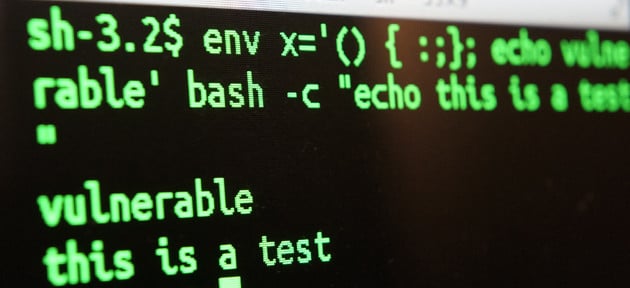 sh-3.2$ env x='() { :;}; echo vulne
rable' bash -c "echo this is a test
"
vulnerable
this is a test